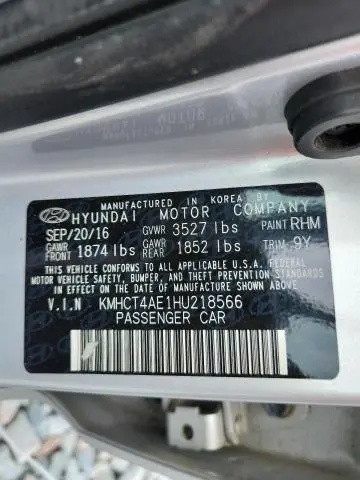 MANUFACTURED IN KOREA BY
HYUNDAI MOTOR COMPANY
SEP/20/16 GVWR 3527 lbs PAINT RHM
GAWR FRONT 1874 lbs GAWR REAR 1852 lbs TRIM 9Y
THIS VEHICLE CONFORMS TO ALL APPLICABLE U.S.A. FEDERAL
MOTOR VEHICLE SAFETY, BUMPER, AND THEFT PREVENTION
STANDARDS IN EFFECT ON THE DATE OF MANUFACTURE SHOWN ABOVE.
V.I.N KMHCT4AE1HU218566
PASSENGER CAR